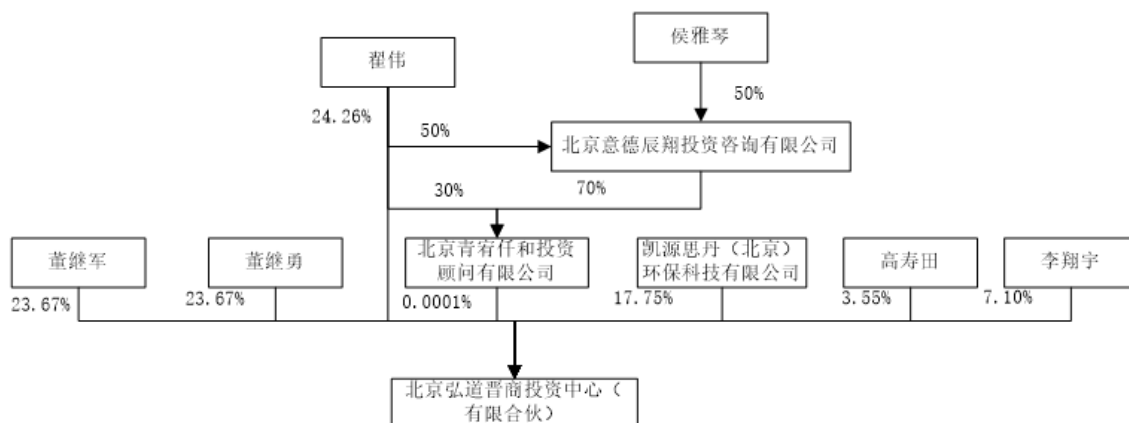 侯雅琴
翟伟
50%
24.26%
50%
北京意德辰翔投资咨询有限公司
30%
70%
董继军
董继勇
北京青宥仟和投资
顾问有限公司
凯源思丹（北京）
环保科技有限公司
高寿田
李翔宇
23.67%
23.67%
0.0001%
17.75%
3.55%
7.10%
北京弘道晋商投资中心（
有限合伙）